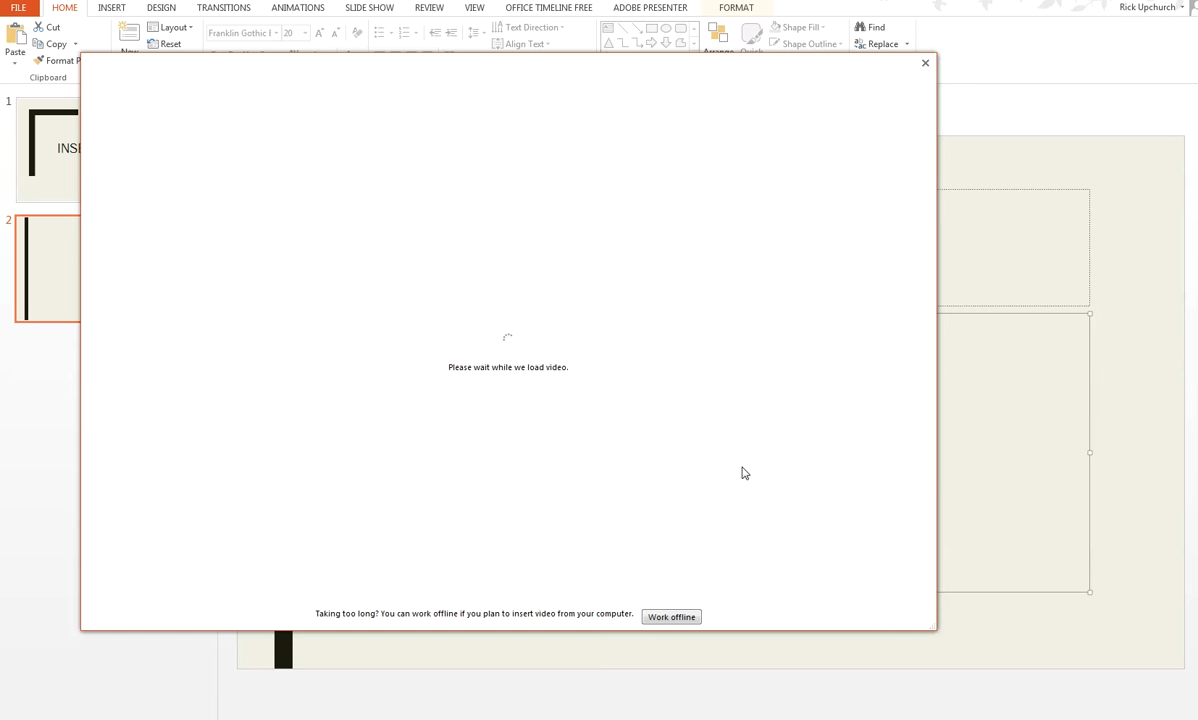 FILE HOME INSERT DESIGN TRANSITIONS ANIMATIONS SLIDE SHOW REVIEW VIEW OFFICE TIMELINE FREE ADOBE PRESENTER FORMAT Rick Upchurch
Cut Layout Franklin Gothic 20 A A Text Direction Shape Fill Find
Paste Copy Reset Align Text Shape Outline Replace
Format
Clipboard
1
INSE
2
Please wait while we load video.
Taking too long? You can work offline if you plan to insert video from your computer. Work offline